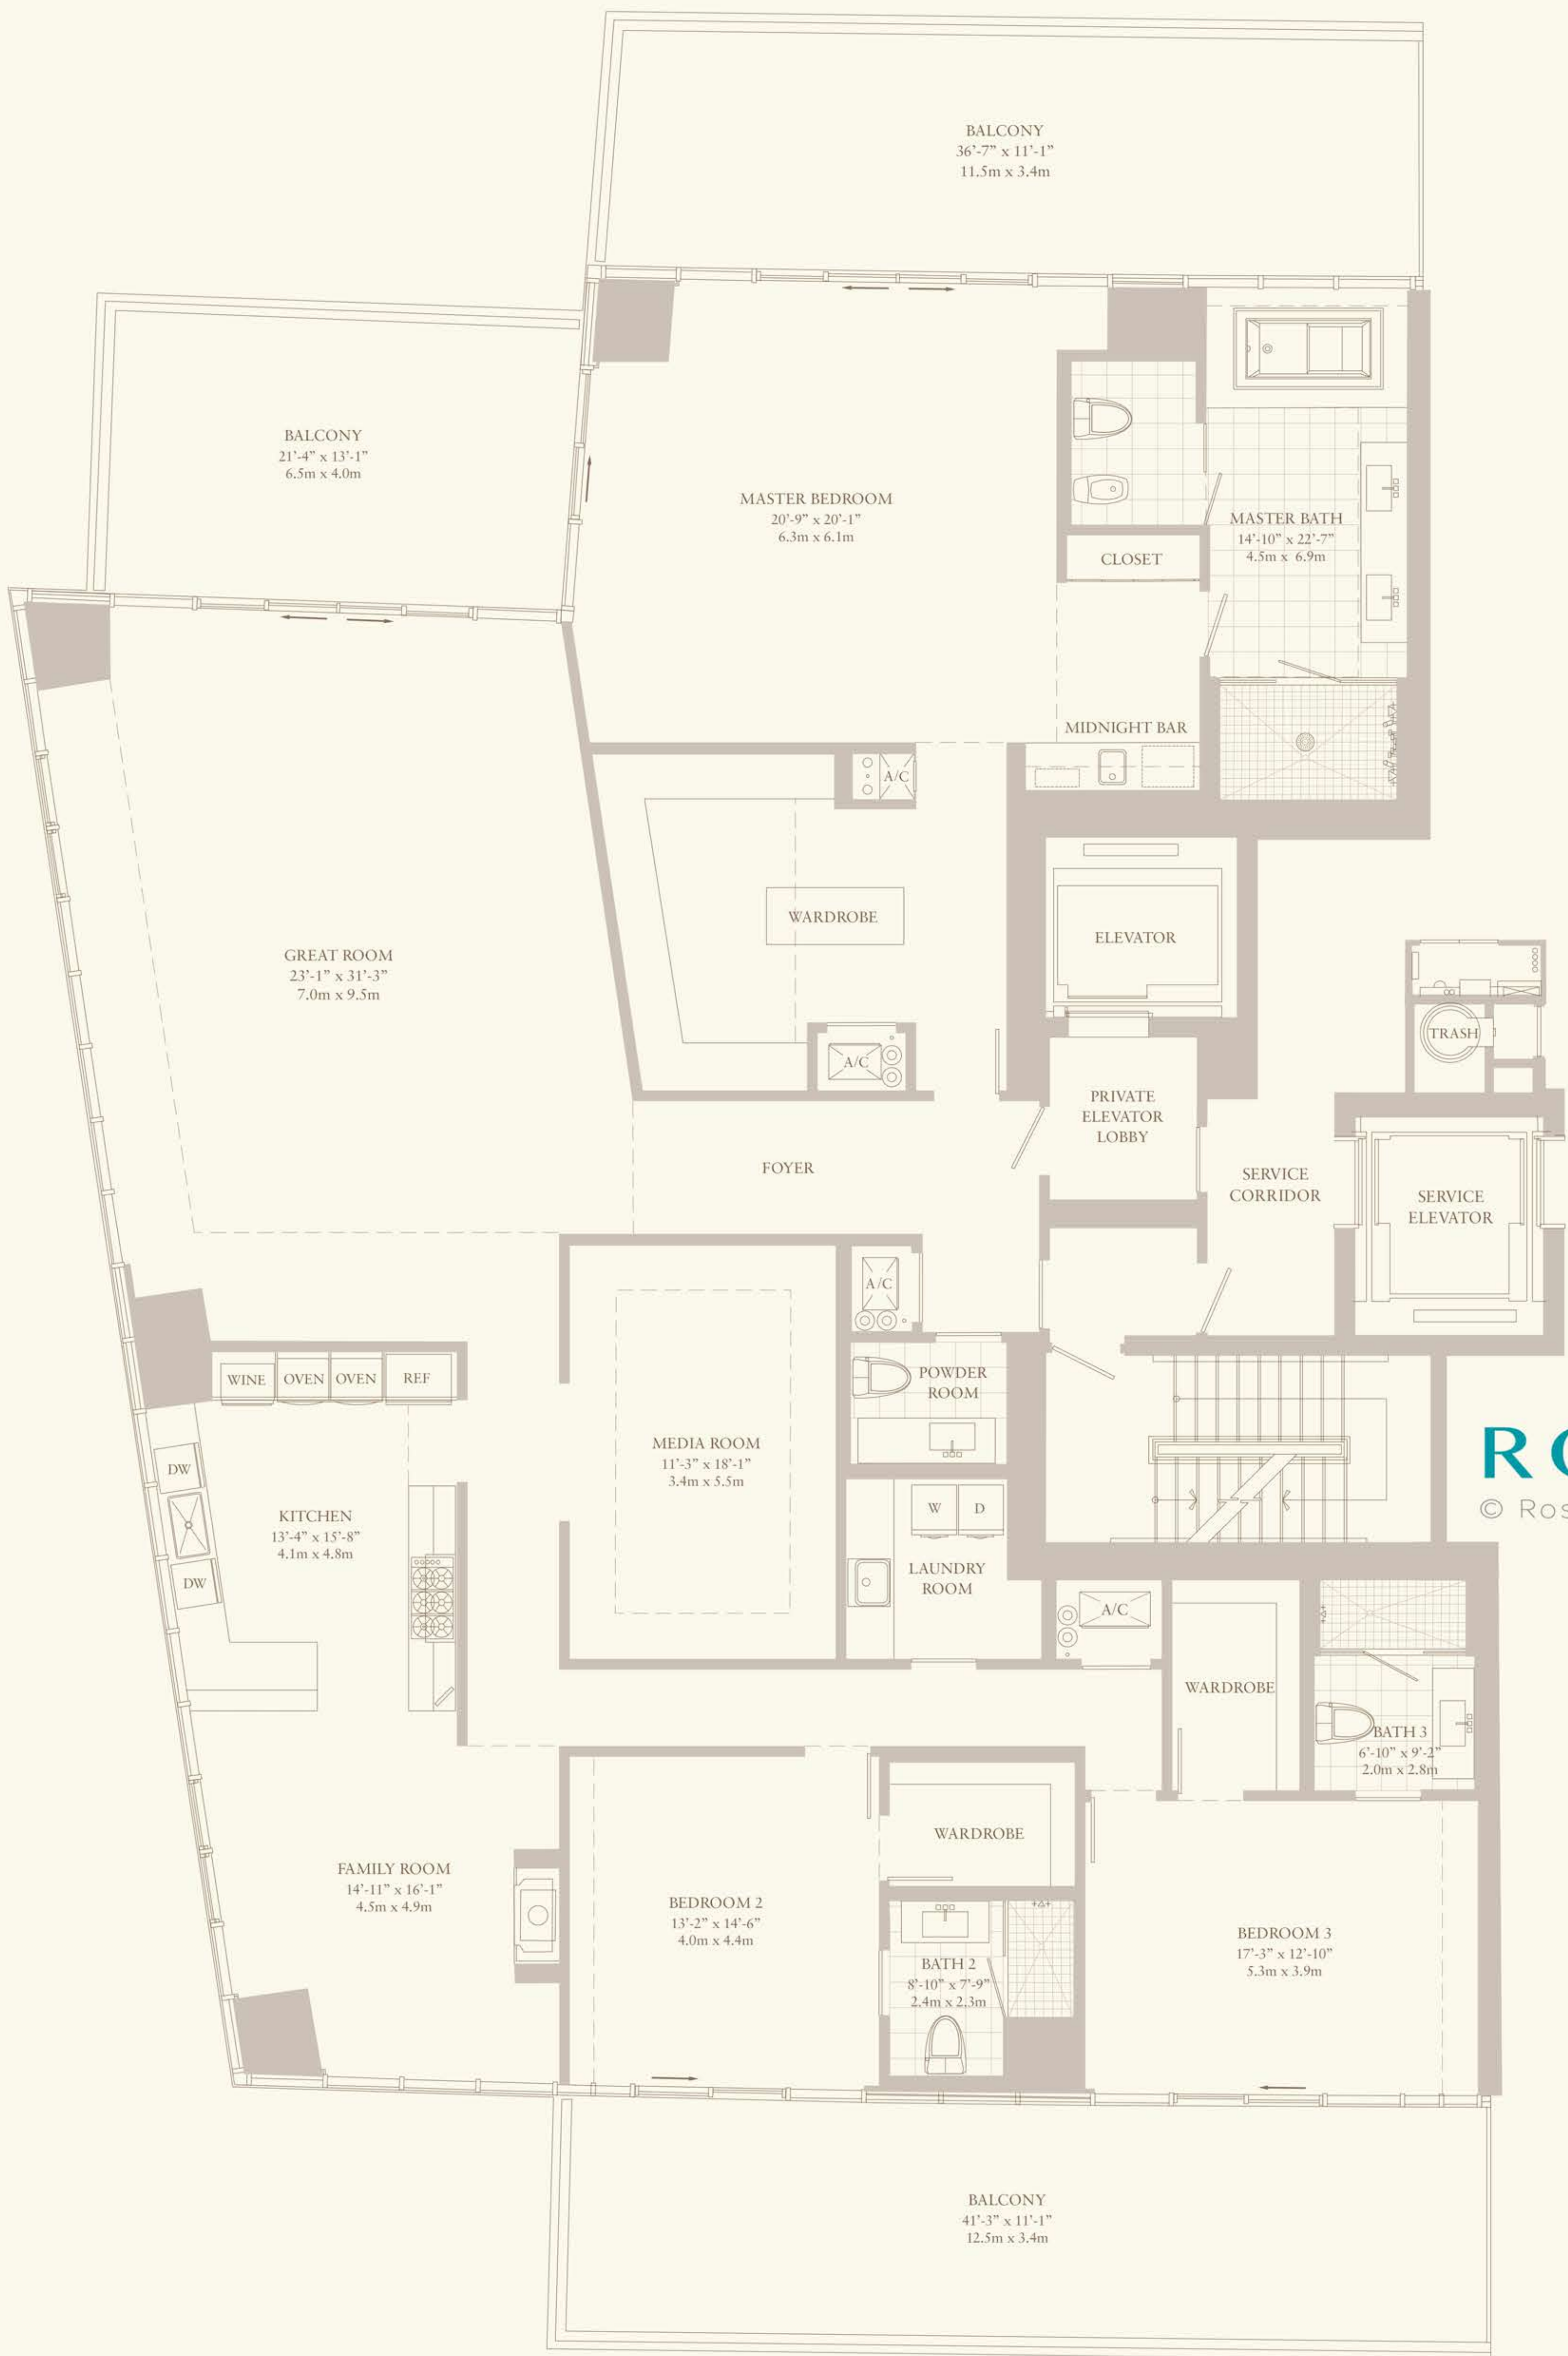 BALCONY
36’-7” x 11’-1”
11.5m x 3.4m
BALCONY
21’-4” x 13’-1”
6.5m x 4.0m
MASTER BEDROOM
20’-9” x 20’-1”
6.3m x 6.1m
MASTER BATH
14’-10” x 22’-7”
4.5m x 6.9m
CLOSET
MIDNIGHT BAR
A/C
WARDROBE
ELEVATOR
GREAT ROOM
23’-1” x 31’-3”
7.0m x 9.5m
TRASH
A/C
PRIVATE
ELEVATOR
LOBBY
FOYER
SERVICE
CORRIDOR
SERVICE
ELEVATOR
A/C
WINE
OVEN
OVEN
REF
POWDER
ROOM
MEDIA ROOM
11’-3” x 18’-1”
3.4m x 5.5m
DW
KITCHEN
13’-4” x 15’-8”
4.1m x 4.8m
DW
W
D
LAUNDRY
ROOM
A/C
WARDROBE
BATH 3
6’-10” x 9’-2”
2.0m x 2.8m
WARDROBE
FAMILY ROOM
14’-11” x 16’-1”
4.5m x 4.9m
BEDROOM 2
13’-2” x 14’-6”
4.0m x 4.4m
BATH 2
8’-10” x 7’-9”
2.4m x 2.3m
BEDROOM 3
17’-3” x 12’-10”
5.3m x 3.9m
BALCONY
41’-3” x 11’-1”
12.5m x 3.4m